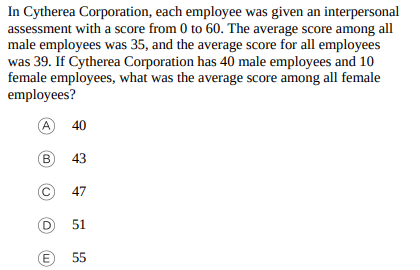 In Cytherea Corporation, each employee was given an interpersonal
assessment with a score from 0 to 60. The average score among all
male employees was 35, and the average score for all employees
was 39. If Cytherea Corporation has 40 male employees and 10
female employees, what was the average score among all female
employees?
A 40
B 43
C 47
D 51
E 55